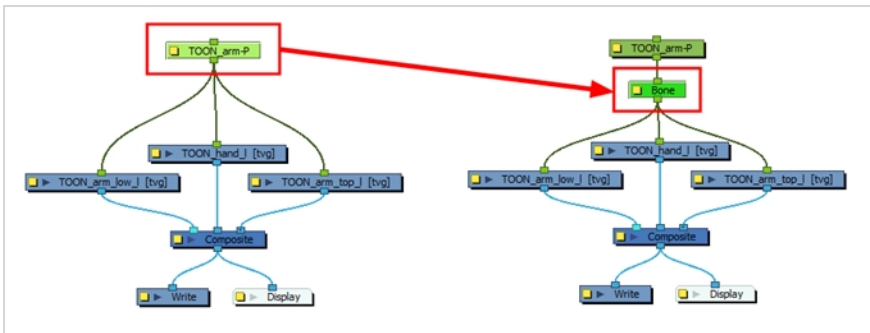 TOON_arm-P
TOON_hand_l [tvg]
TOON_arm_low_l [tvg]
TOON_arm_top_l [tvg]
Composite
Write
Display
TOON_arm-P
Bone
TOON_hand_l [tvg]
TOON_arm_low_l [tvg]
TOON_arm_top_l [tvg]
Composite
Write
Display